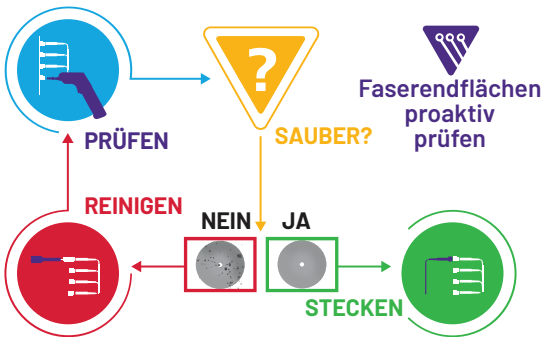 Faserendflächen
proaktiv
prüfen
PRÜFEN
?
SAUBER?
REINIGEN
NEIN
JA
STECKEN